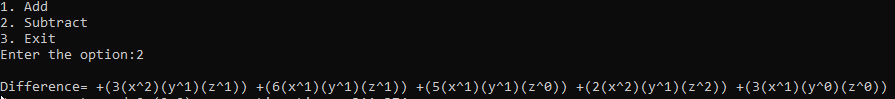 1. Add
2. Subtract
3. Exit
Enter the option:2
Difference= +(3(x^2)(y^1)(z^1)) +(6(x^1)(y^1)(z^1)) +(5(x^1)(y^1)(z^0)) +(2(x^2)(y^1)(z^2)) +(3(x^1)(y^0)(z^0))